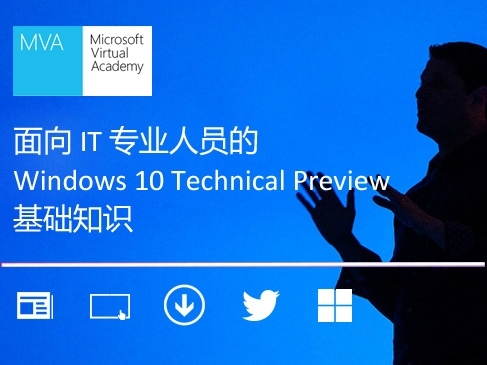 MVA
Microsoft
Virtual
Academy
面向 IT 专业人员的
Windows 10 Technical Preview
基础知识